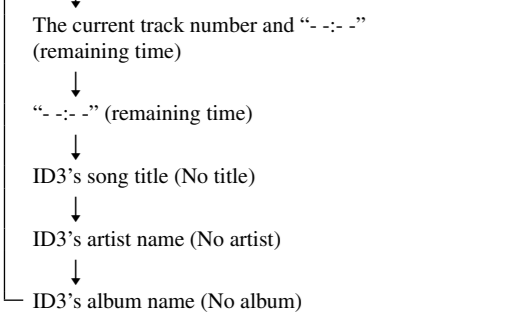 The current track number and “- -:- -”
(remaining time)
“- -:- -” (remaining time)
ID3’s song title (No title)
ID3’s artist name (No artist)
ID3’s album name (No album)